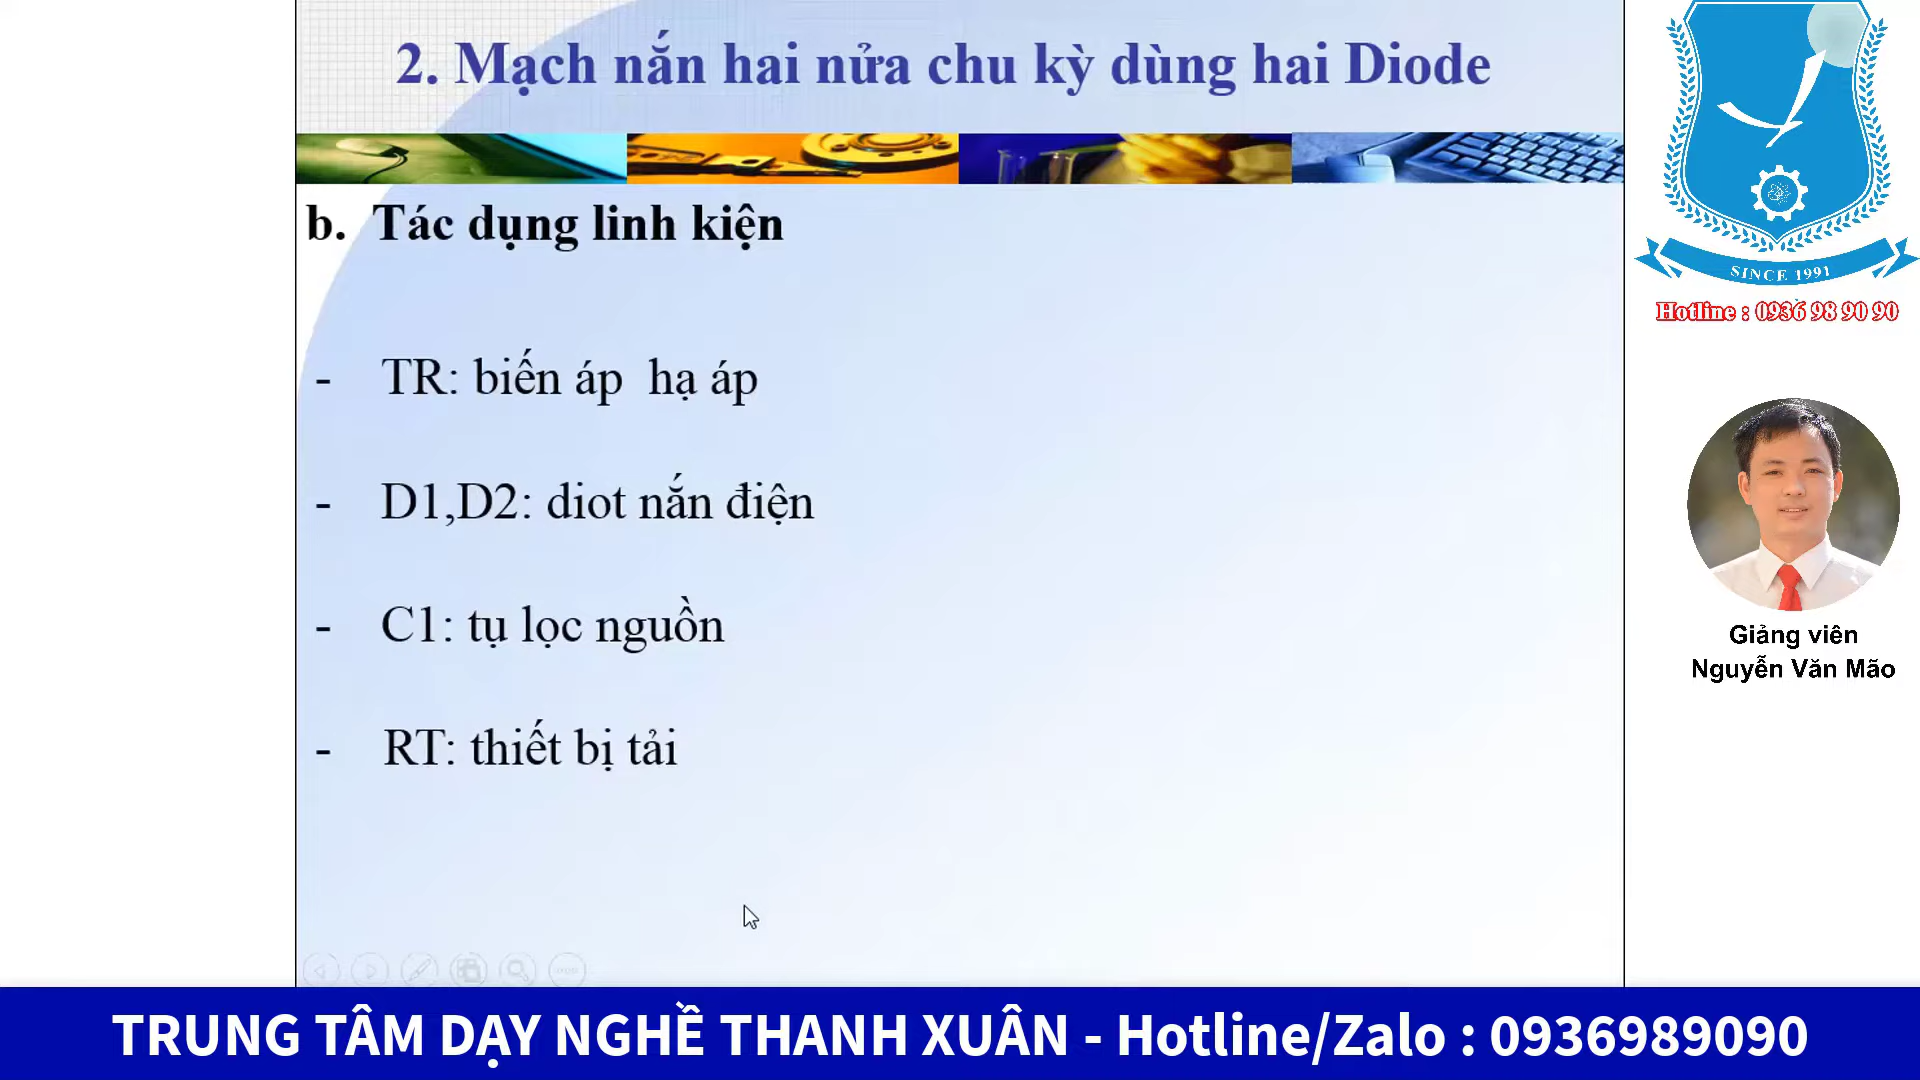 2. Mạch nắn hai nửa chu kỳ dùng hai Diode
b. Tác dụng linh kiện
- TR: biến áp hạ áp
- D1,D2: diot nắn điện
- C1: tụ lọc nguồn
- RT: thiết bị tải
SINCE 1991
Hotline : 0936 98 90 90
Giảng viên
Nguyễn Văn Mão
TRUNG TÂM DẠY NGHỀ THANH XUÂN - Hotline/Zalo : 0936989090